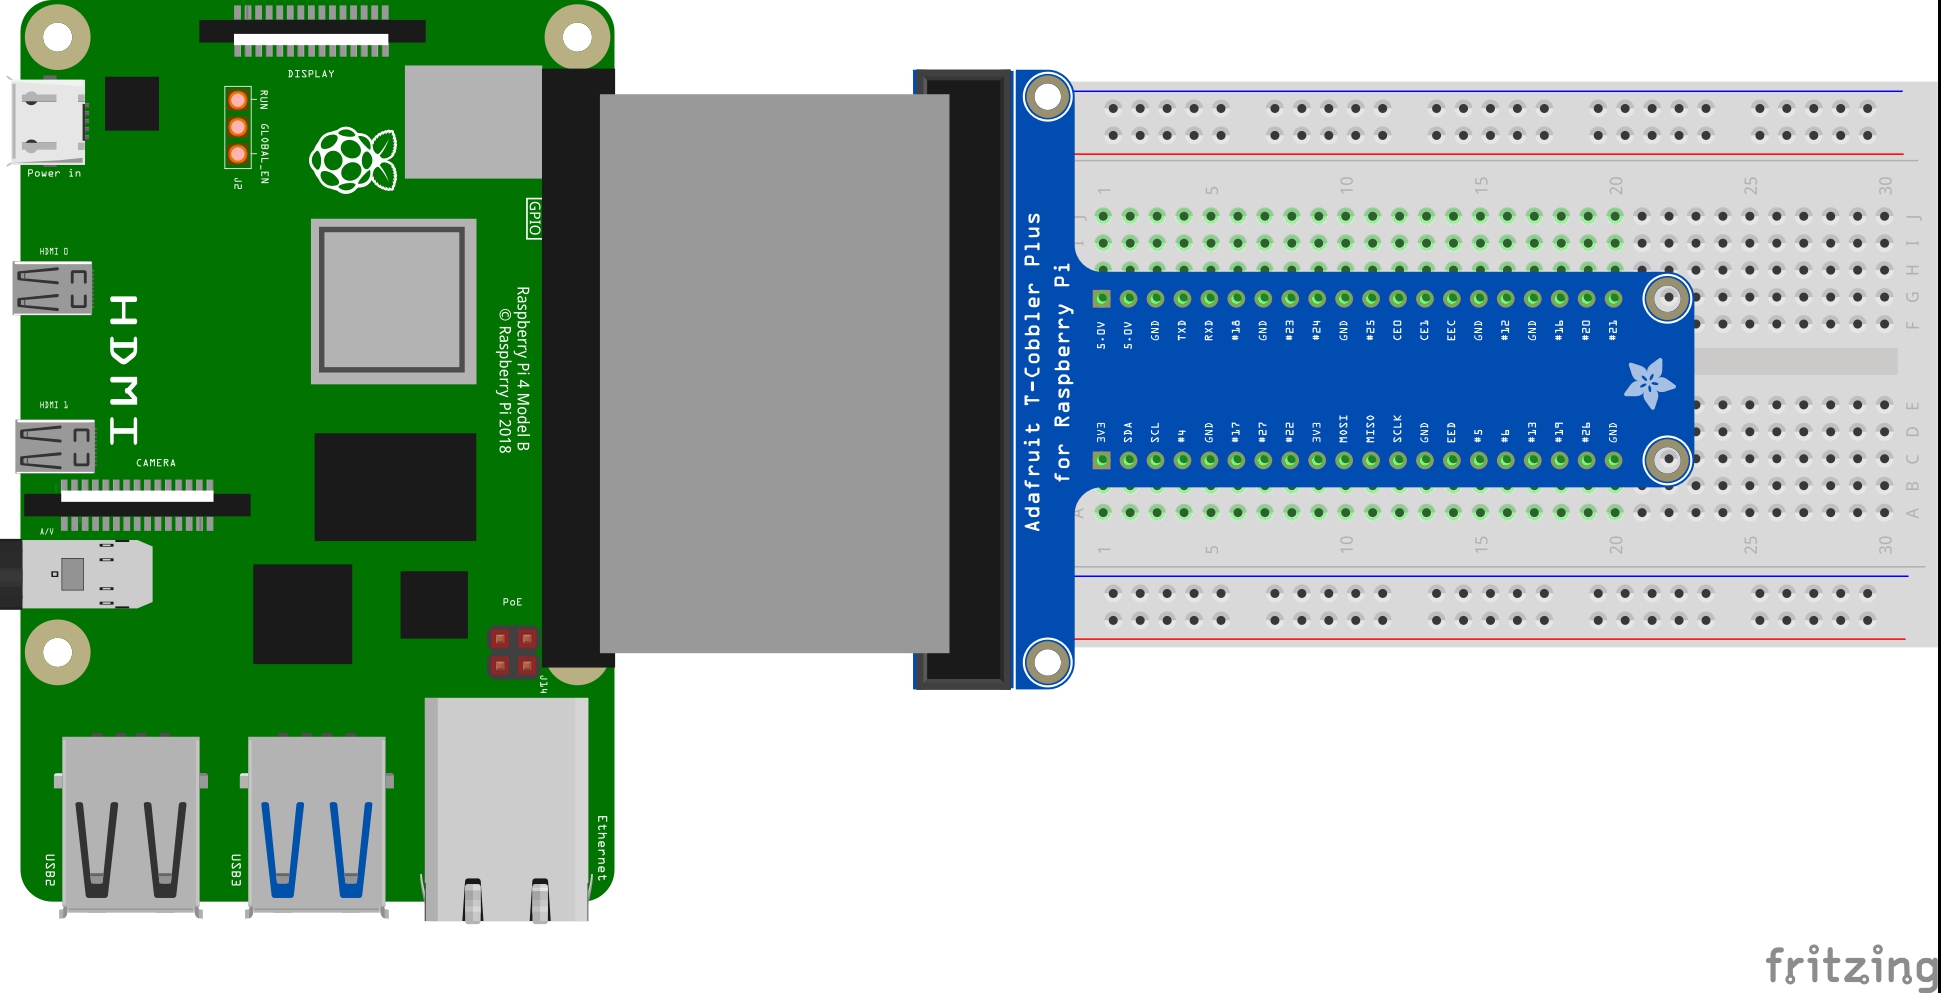 DISPLAY
RUN
GLOBAL_EN
J2
Power in
GPIO
HDMI 0
HDMI
Raspberry Pi 4 Model B
© Raspberry Pi 2018
HDMI 1
CAMERA
A/V
PoE
J14
USB2
USB3
Ethernet
Adafruit T-Cobbler Plus
for Raspberry Pi
1 5 10 15 20 25 30
J
I
H
G
F
5.0V 5.0V GND TXD RXD #18 GND #23 #24 GND #25 CE0 CE1 EEC GND #12 GND #16 #20 #21
3V3 SDA SCL #4 GND #17 #27 #22 3V3 MOSI MISO SCLK GND EED #5 #6 #13 #19 #26 GND
E
D
C
B
A
1 5 10 15 20 25 30
J
I
A
fritzing